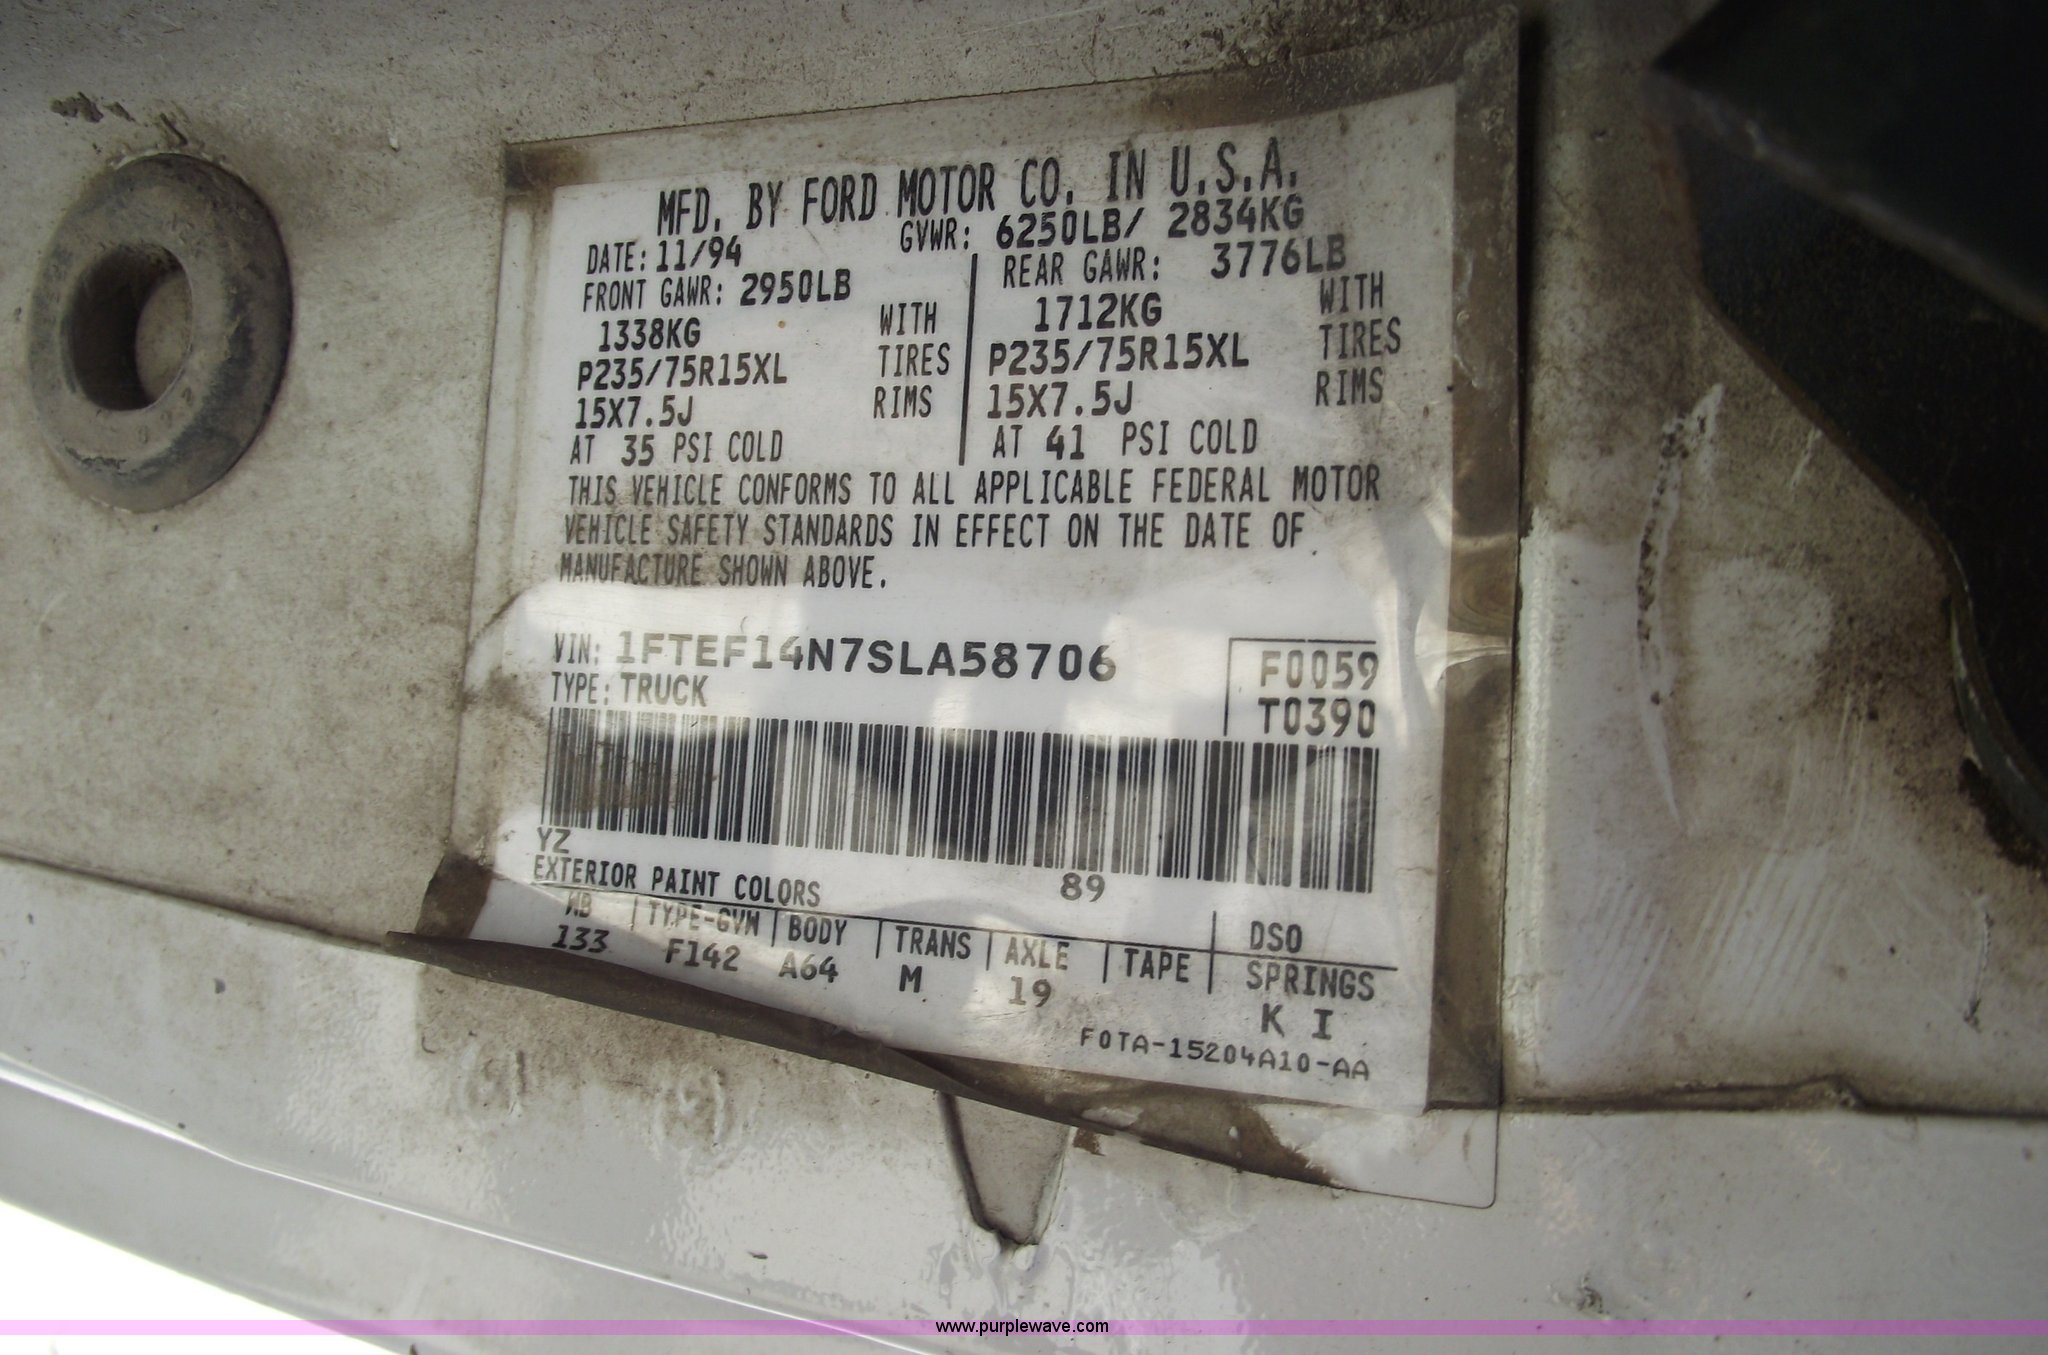 MFD. BY FORD MOTOR CO. IN U.S.A.
DATE: 11/94 GVWR: 6250LB/ 2834KG
FRONT GAWR: 2950LB REAR GAWR: 3776LB
1338KG WITH 1712KG WITH
P235/75R15XL TIRES P235/75R15XL TIRES
15X7.5J RIMS 15X7.5J RIMS
AT 35 PSI COLD AT 41 PSI COLD
THIS VEHICLE CONFORMS TO ALL APPLICABLE FEDERAL MOTOR
VEHICLE SAFETY STANDARDS IN EFFECT ON THE DATE OF
MANUFACTURE SHOWN ABOVE.
VIN: 1FTEF14N7SLA58706 F0059
TYPE: TRUCK T0390
YZ
EXTERIOR PAINT COLORS 89 DSO
WB TYPE-GVW BODY TRANS AXLE TAPE SPRINGS
133 F142 A64 M 19 K I
F0TA-15204A10-AA
www.purplewave.com